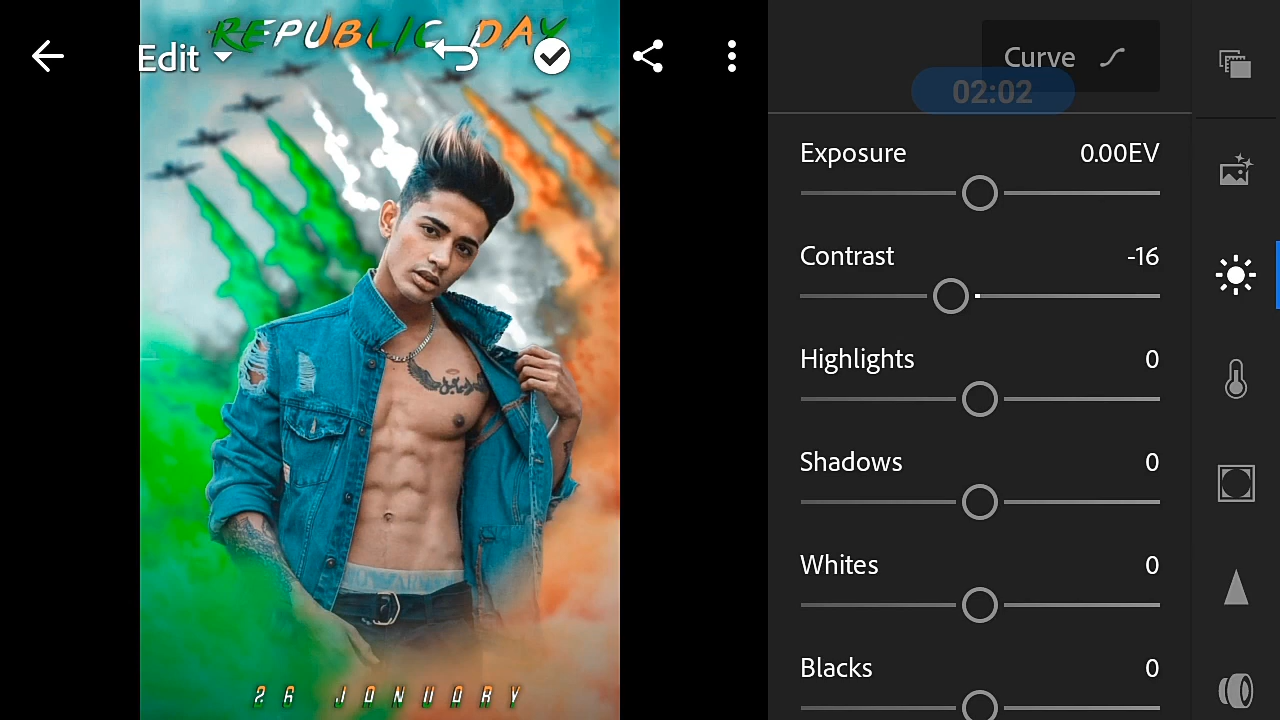 REPUBLIC DAY
Edit
Curve
02:02
Exposure 0.00EV
Contrast -16
Highlights 0
Shadows 0
Whites 0
Blacks 0
26 JANUARY